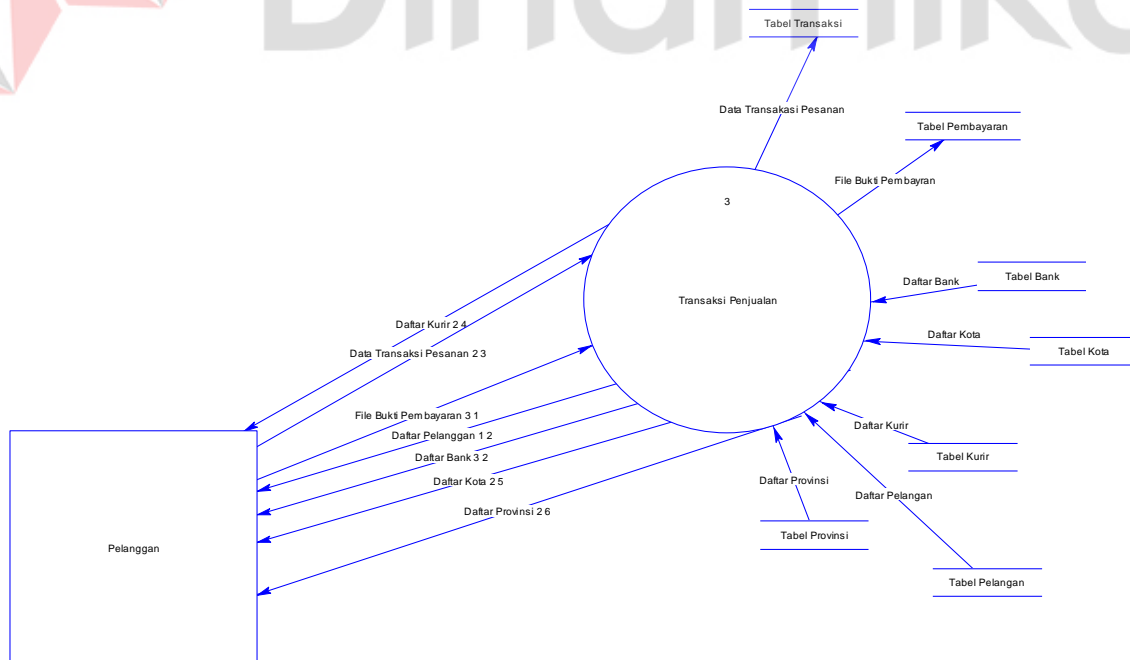 Dinamika
Tabel Transaksi
Data Transakasi Pesanan
Tabel Pembayaran
File Bukti Pembayran
3
Transaksi Penjualan
Daftar Bank
Tabel Bank
Daftar Kota
Tabel Kota
Daftar Kurir 2 4
Data Transaksi Pesanan 2 3
File Bukti Pembayaran 3 1
Daftar Pelanggan 1 2
Daftar Bank 3 2
Daftar Kota 2 5
Daftar Provinsi 2 6
Daftar Kurir
Tabel Kurir
Daftar Provinsi
Daftar Pelangan
Tabel Provinsi
Pelanggan
Tabel Pelangan